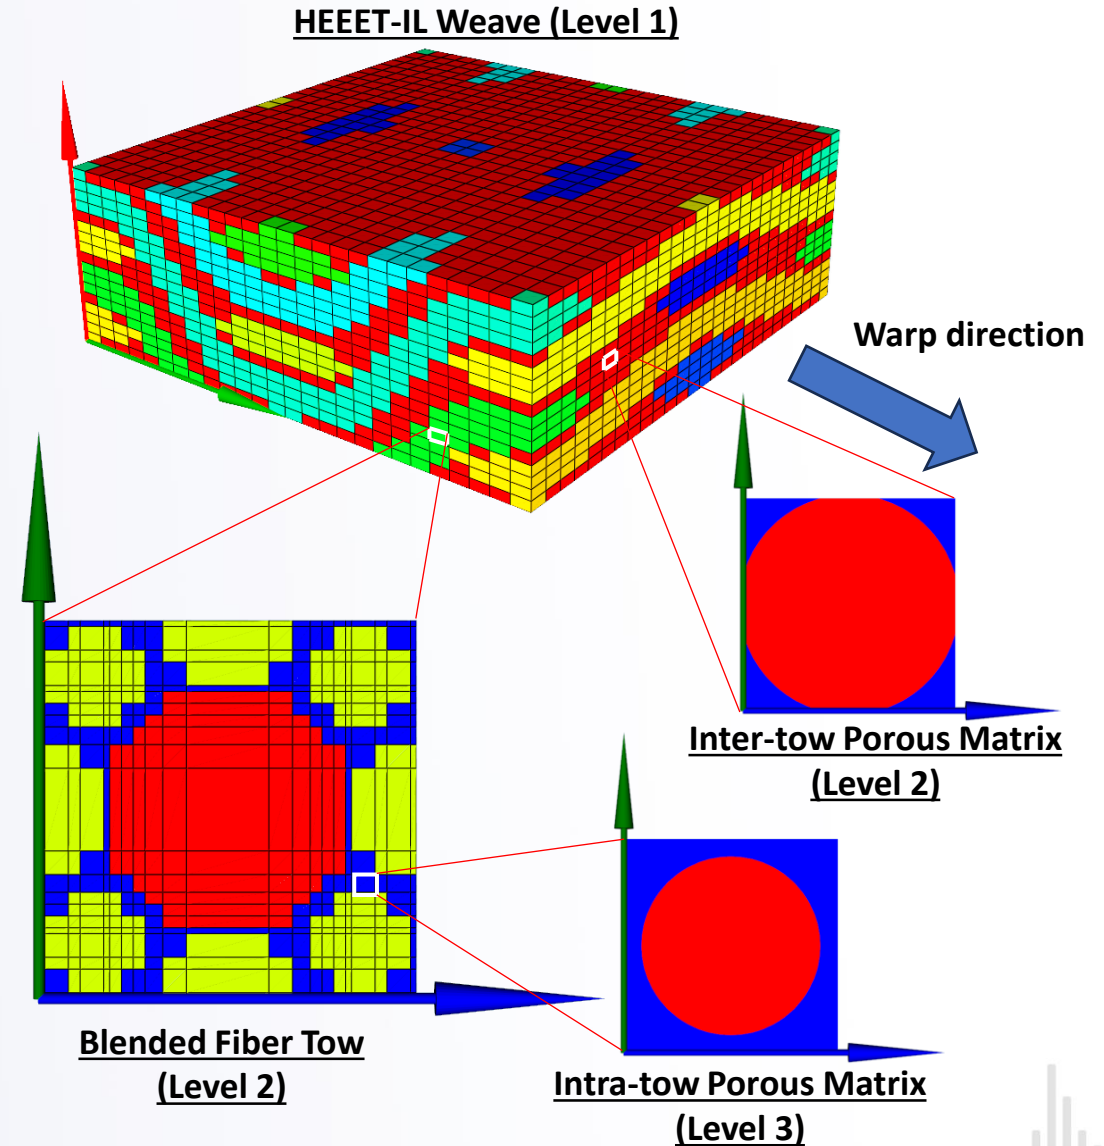 HEEET-IL Weave (Level 1)
Warp direction
Inter-tow Porous Matrix
(Level 2)
Blended Fiber Tow
(Level 2)
Intra-tow Porous Matrix
(Level 3)